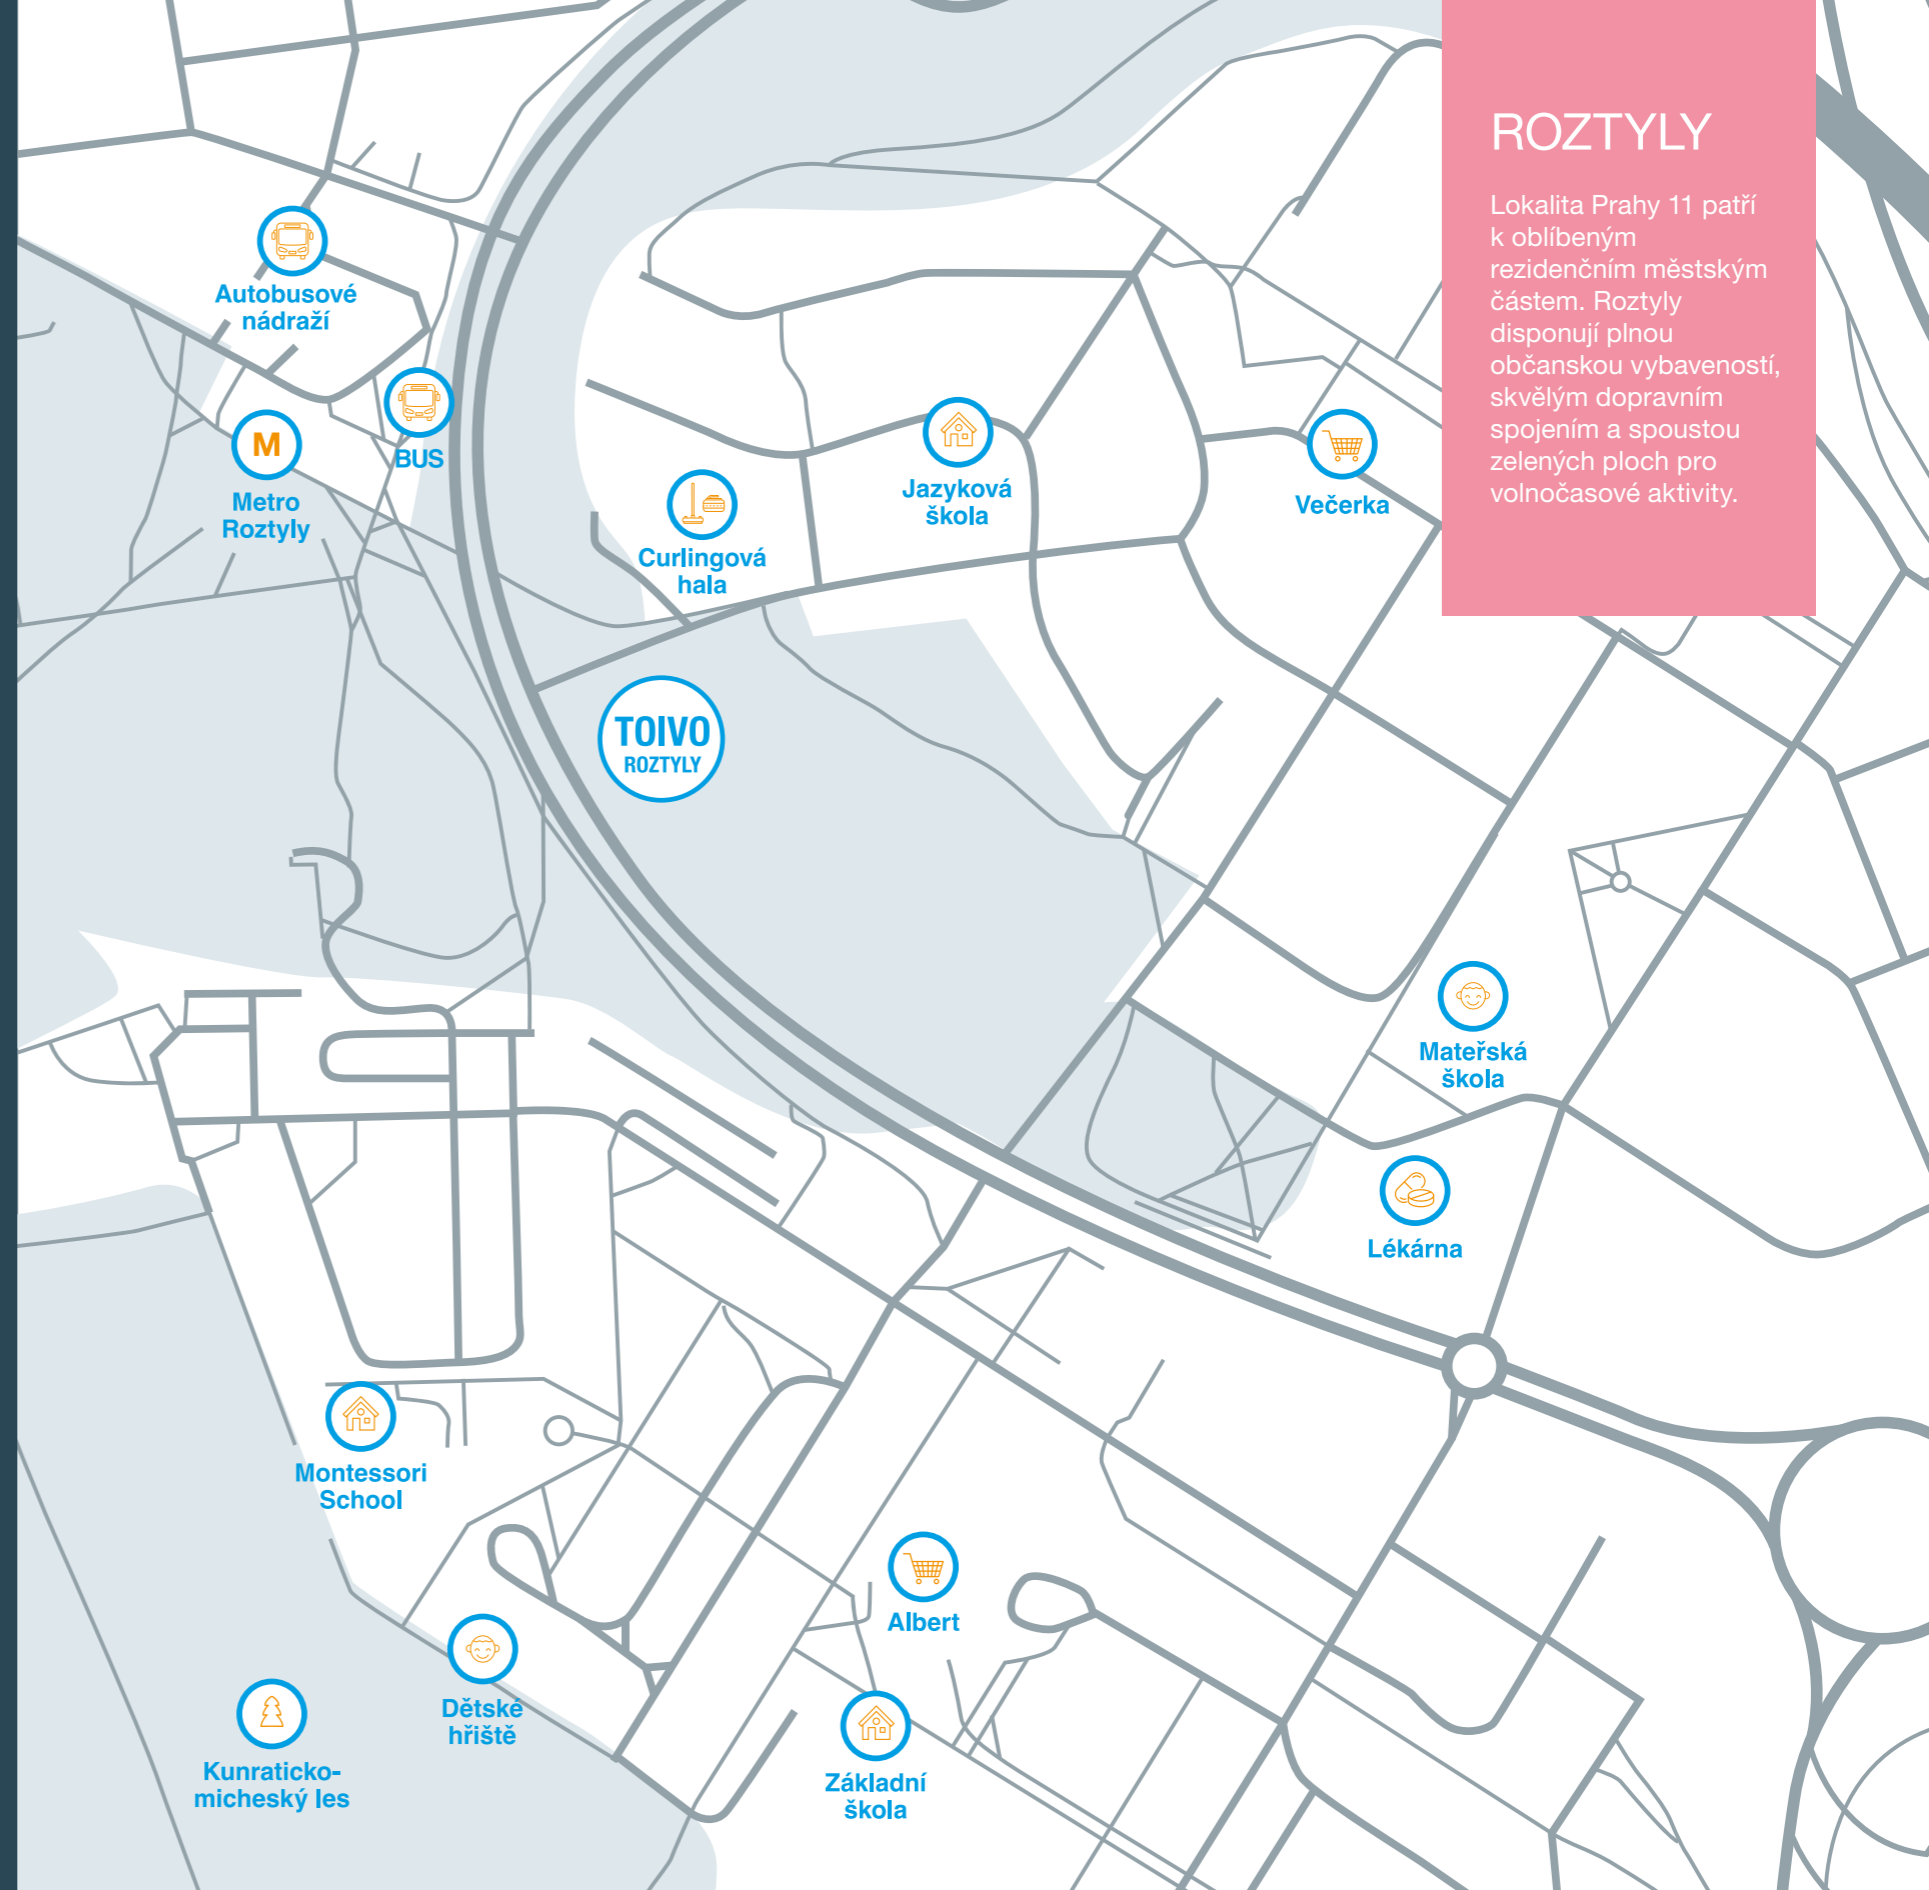 ROZTYLY
Lokalita Prahy 11 patří
k oblíbeným
rezidenčním městským
částem. Roztyly
disponují plnou
občanskou vybaveností,
skvělým dopravním
spojením a spoustou
zelených ploch pro
volnočasové aktivity.
Autobusové
nádraží
BUS
M
Metro
Roztyly
Curlingová
hala
Jazyková
škola
Večerka
TOIVO
ROZTYLY
Mateřská
škola
Lékárna
Montessori
School
Albert
Dětské
hřiště
Kunraticko-
micheský les
Základní
škola